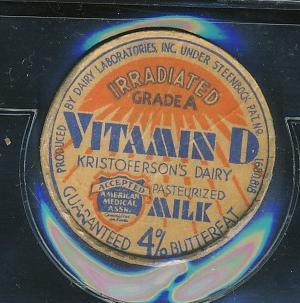 PRODUCED BY DAIRY LABORATORIES, INC. UNDER STEENBOCK PAT. No. 1680818
IRRADIATED
GRADE A
VITAMIN D
KRISTOFERSON'S DAIRY
ACCEPTED
AMERICAN
MEDICAL
ASSN.
PASTEURIZED
MILK
GUARANTEED 4% BUTTERFAT